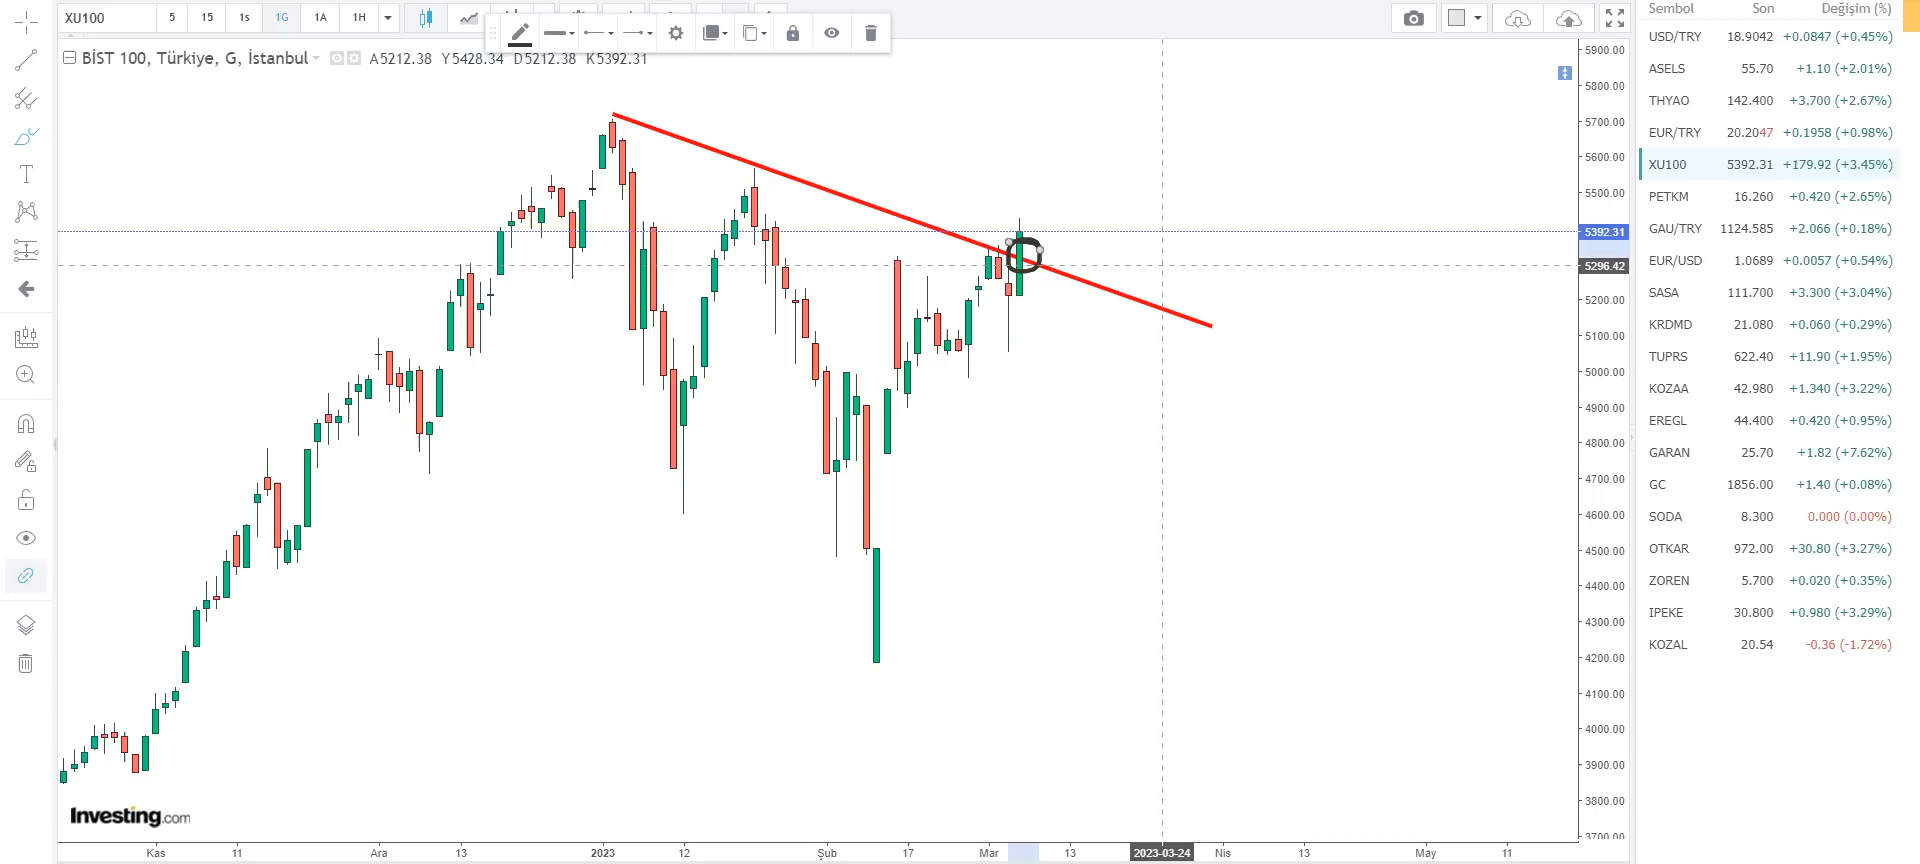 XU100 5 15 1s 1G 1A 1H
BİST 100, Türkiye, G, İstanbul A5212.38 Y5428.34 D5212.38 K5392.31
5900.00
5800.00
5700.00
5600.00
5500.00
5392.31
5296.42
5200.00
5100.00
5000.00
4900.00
4800.00
4700.00
4600.00
4500.00
4400.00
4300.00
4200.00
4100.00
4000.00
3900.00
3800.00
3700.00
Investing.com
Kas 11 Ara 13 2023 12 Şub 17 Mar 13 2023-03-24 Nis 13 May 11
Sembol Son Değişim (%)
USD/TRY 18.9042 +0.0847 (+0.45%)
ASELS 55.70 +1.10 (+2.01%)
THYAO 142.400 +3.700 (+2.67%)
EUR/TRY 20.2047 +0.1958 (+0.98%)
XU100 5392.31 +179.92 (+3.45%)
PETKM 16.260 +0.420 (+2.65%)
GAU/TRY 1124.585 +2.066 (+0.18%)
EUR/USD 1.0689 +0.0057 (+0.54%)
SASA 111.700 +3.300 (+3.04%)
KRDMD 21.080 +0.060 (+0.29%)
TUPRS 622.40 +11.90 (+1.95%)
KOZAA 42.980 +1.340 (+3.22%)
EREGL 44.400 +0.420 (+0.95%)
GARAN 25.70 +1.82 (+7.62%)
GC 1856.00 +1.40 (+0.08%)
SODA 8.300 0.000 (0.00%)
OTKAR 972.00 +30.80 (+3.27%)
ZOREN 5.700 +0.020 (+0.35%)
IPEKE 30.800 +0.980 (+3.29%)
KOZAL 20.54 -0.36 (-1.72%)